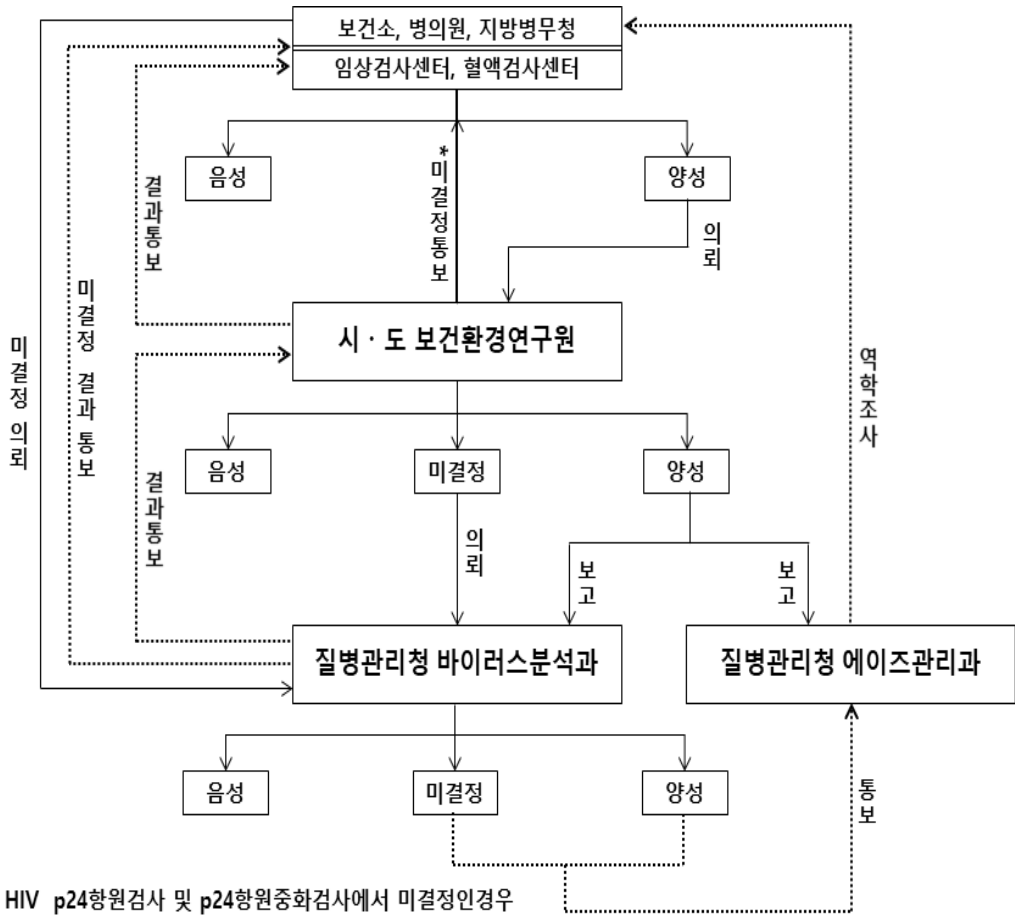 보건소, 병의원, 지방병무청
임상검사센터, 혈액검사센터
음성
*미결정통보
양성
결과통보
의뢰
미결정 의뢰
미결정 결과 통보
시 · 도 보건환경연구원
역학조사
음성
미결정
양성
결과통보
의뢰
보고
보고
질병관리청 바이러스분석과
질병관리청 에이즈관리과
음성
미결정
양성
통보
HIV p24항원검사 및 p24항원중화검사에서 미결정인경우